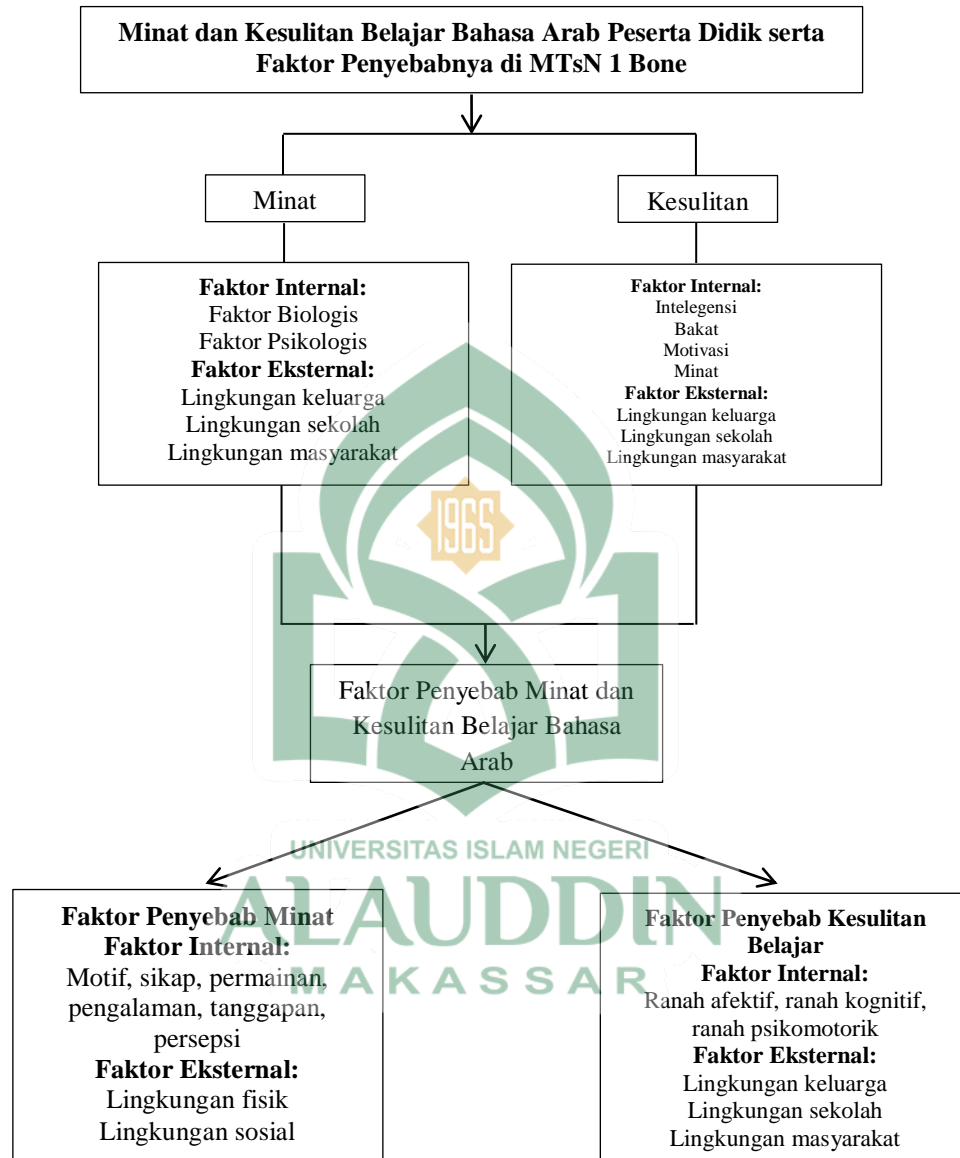 Minat dan Kesulitan Belajar Bahasa Arab Peserta Didik serta
Faktor Penyebabnya di MTsN 1 Bone
Minat
Kesulitan
Faktor Internal:
Faktor Biologis
Faktor Psikologis
Faktor Eksternal:
Lingkungan keluarga
Lingkungan sekolah
Lingkungan masyarakat
Faktor Internal:
Intelegensi
Bakat
Motivasi
Minat
Faktor Eksternal:
Lingkungan keluarga
Lingkungan sekolah
Lingkungan masyarakat
1965
Faktor Penyebab Minat dan
Kesulitan Belajar Bahasa
Arab
UNIVERSITAS ISLAM NEGERI
ALAUDDIN
MAKASSAR
Faktor Penyebab Minat
Faktor Internal:
Motif, sikap, permainan,
pengalaman, tanggapan,
persepsi
Faktor Eksternal:
Lingkungan fisik
Lingkungan sosial
Faktor Penyebab Kesulitan
Belajar
Faktor Internal:
Ranah afektif, ranah kognitif,
ranah psikomotorik
Faktor Eksternal:
Lingkungan keluarga
Lingkungan sekolah
Lingkungan masyarakat